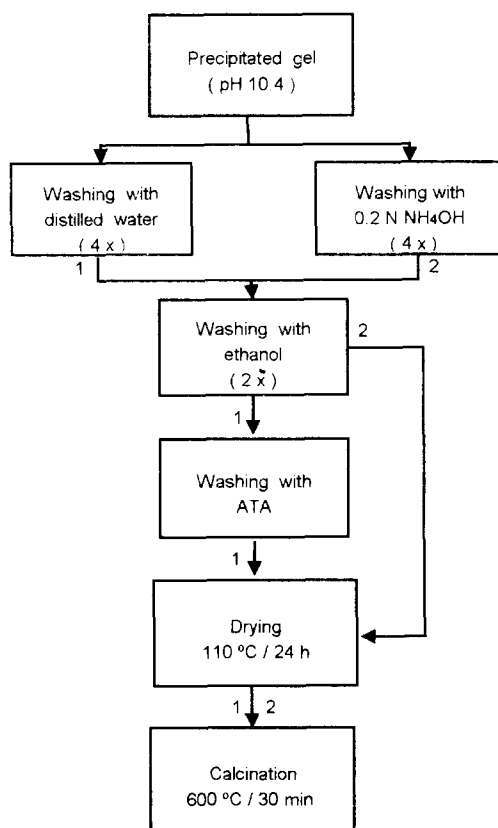 Precipitated gel
( pH 10.4 )
Washing with
distilled water
( 4 x )
Washing with
0.2 N NH4OH
( 4 x )
1
2
Washing with
ethanol
( 2 x )
2
1
Washing with
ATA
1
Drying
110 ºC / 24 h
1 2
Calcination
600 ºC / 30 min